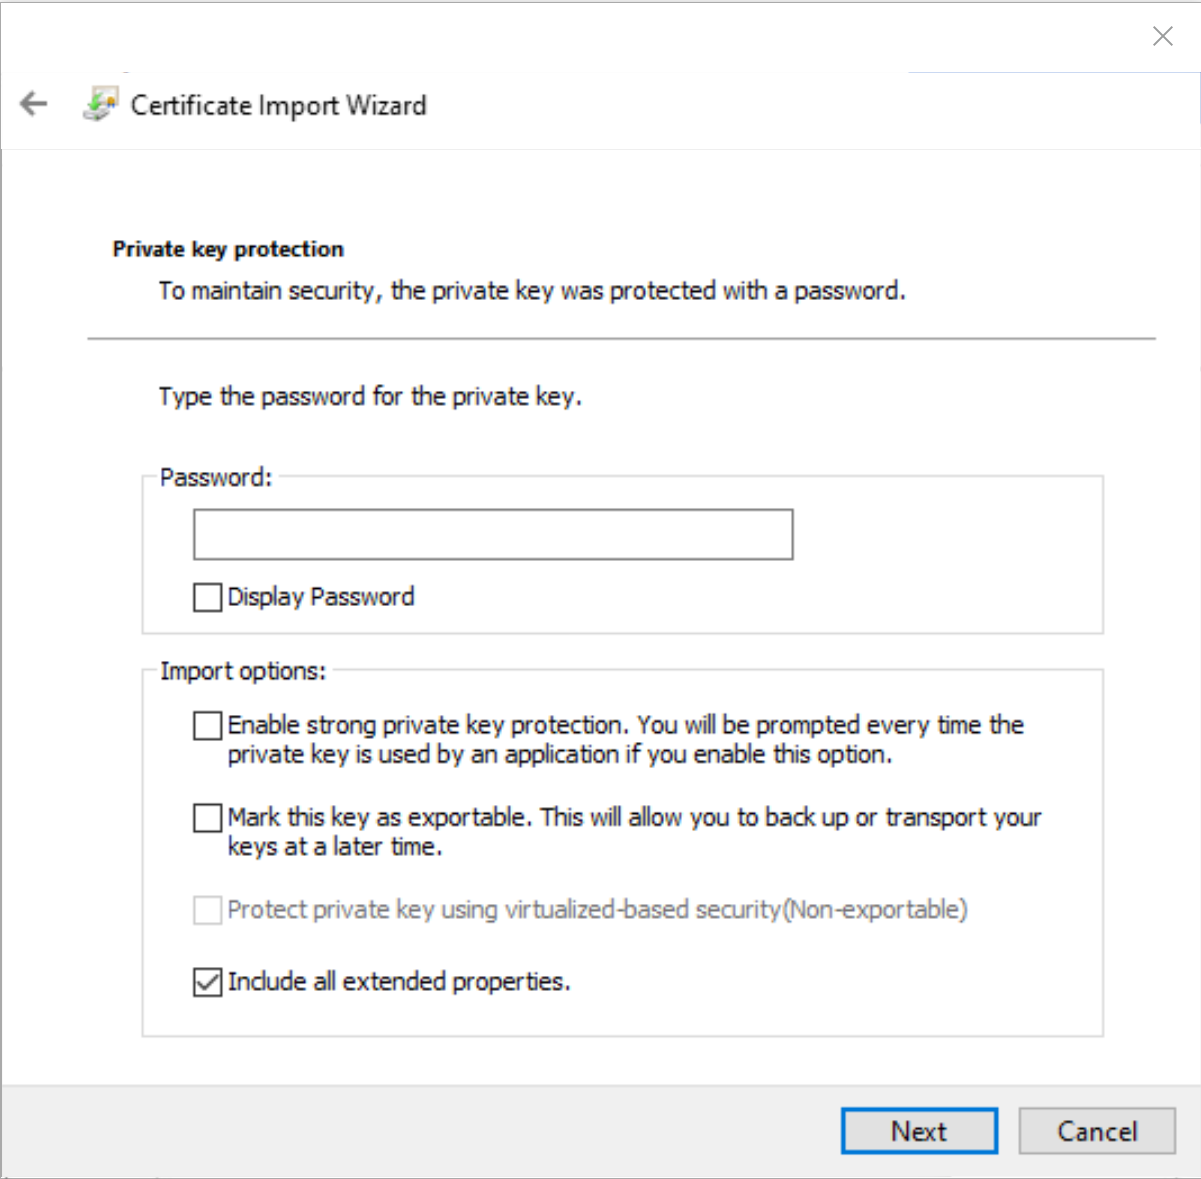 Certificate Import Wizard
Private key protection
To maintain security, the private key was protected with a password.
Type the password for the private key.
Password:
Display Password
Import options:
Enable strong private key protection. You will be prompted every time the
private key is used by an application if you enable this option.
Mark this key as exportable. This will allow you to back up or transport your
keys at a later time.
Protect private key using virtualized-based security(Non-exportable)
Include all extended properties.
Next
Cancel